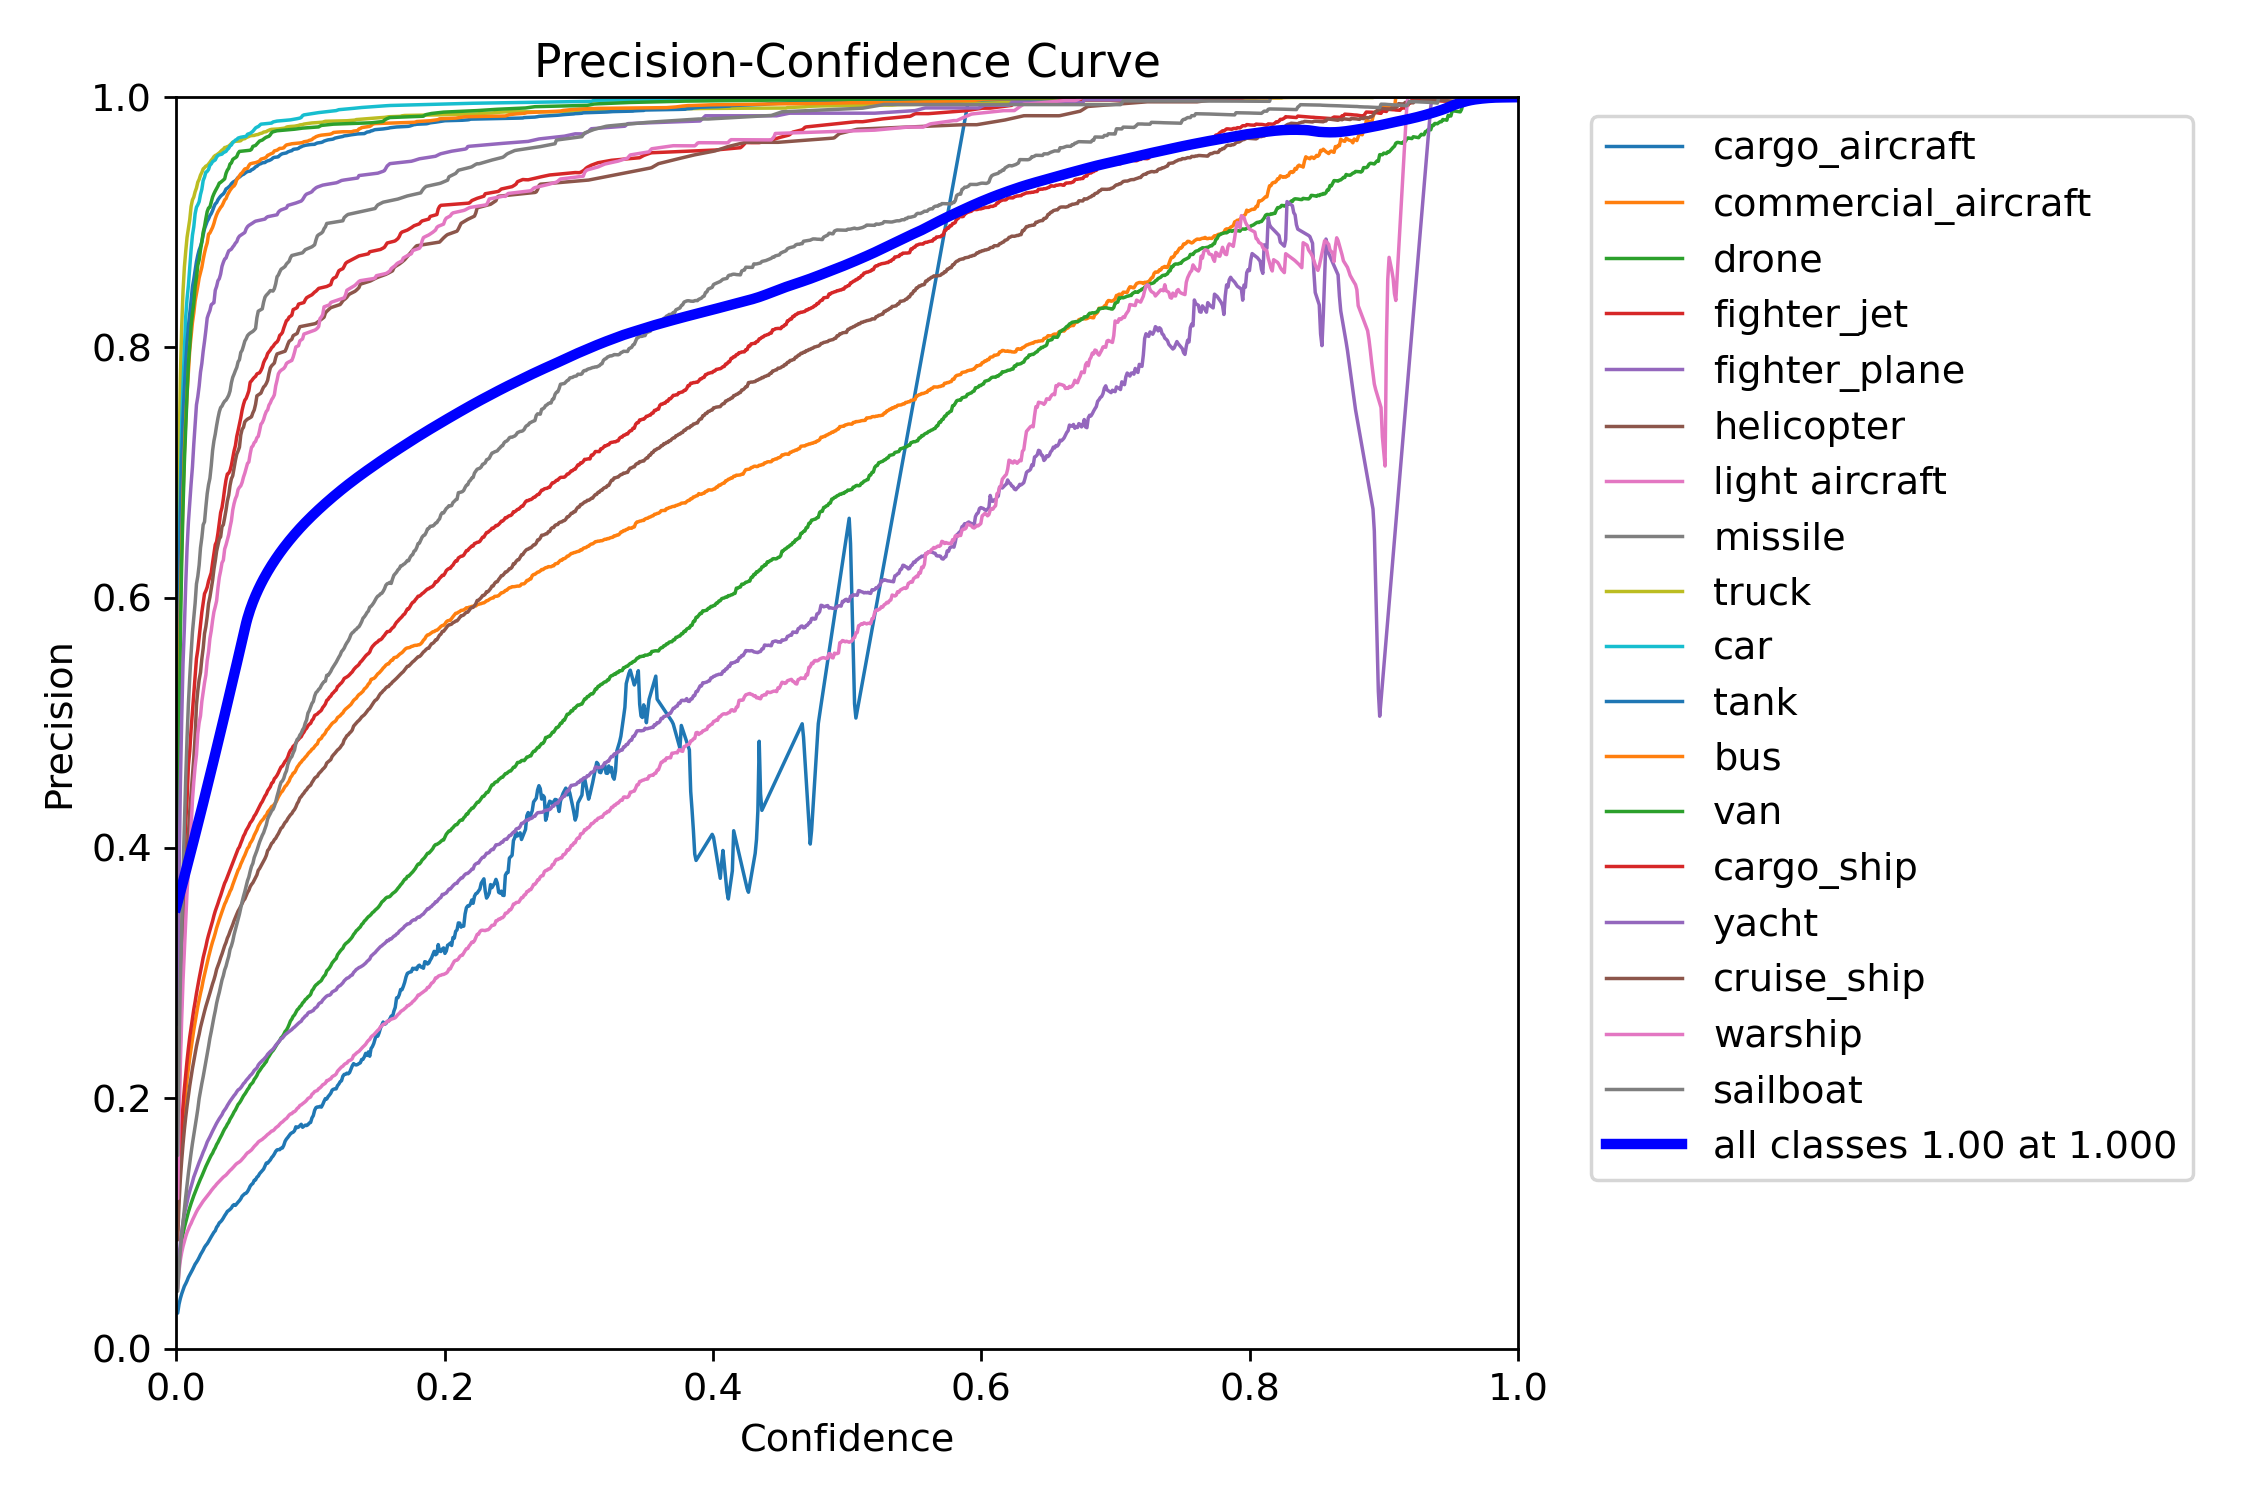 Precision-Confidence Curve
1.0
0.8
0.6
0.4
0.2
0.0
Precision
0.0 0.2 0.4 0.6 0.8 1.0
Confidence
cargo_aircraft
commercial_aircraft
drone
fighter_jet
fighter_plane
helicopter
light aircraft
missile
truck
car
tank
bus
van
cargo_ship
yacht
cruise_ship
warship
sailboat
all classes 1.00 at 1.000